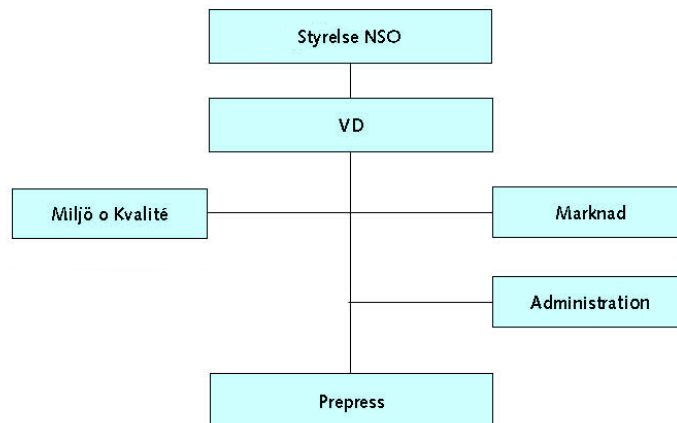 Styrelse NSO
VD
Miljö o Kvalité
Marknad
Administration
Prepress